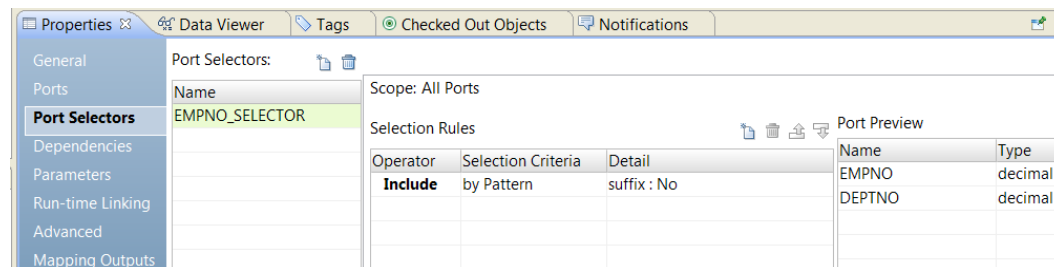 Properties Data Viewer Tags Checked Out Objects Notifications
General
Ports
Port Selectors
Dependencies
Parameters
Run-time Linking
Advanced
Mapping Outputs
Port Selectors:
Name
EMPNO_SELECTOR
Scope: All Ports
Selection Rules
Operator Selection Criteria Detail
Include by Pattern suffix : No
Port Preview
Name Type
EMPNO decimal
DEPTNO decimal